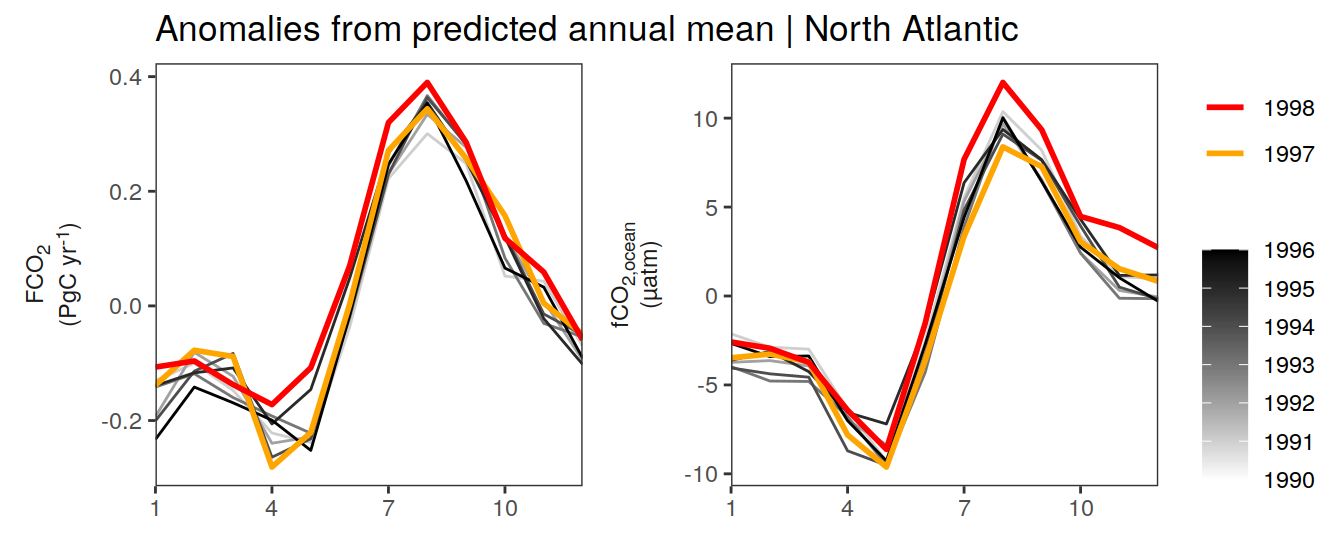 Anomalies from predicted annual mean | North Atlantic
FCO₂
(PgC yr⁻¹)
0.4
0.2
0.0
-0.2
1 4 7 10
fCO₂,ocean
(µatm)
10
5
0
-5
-10
1 4 7 10
1998
1997
1996
1995
1994
1993
1992
1991
1990